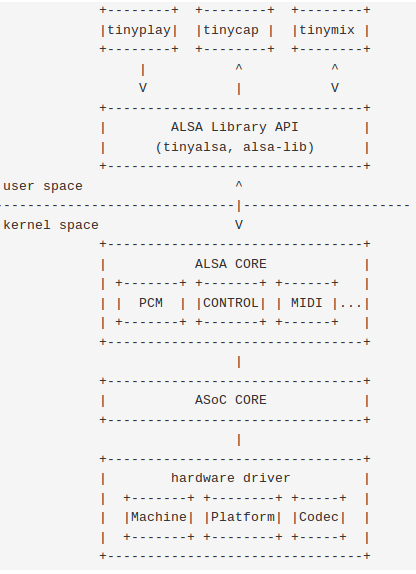 tinyplay tinycap tinymix
ALSA Library API
(tinyalsa, alsa-lib)
user space
kernel space
ALSA CORE
PCM CONTROL MIDI ...
ASoC CORE
hardware driver
Machine Platform Codec